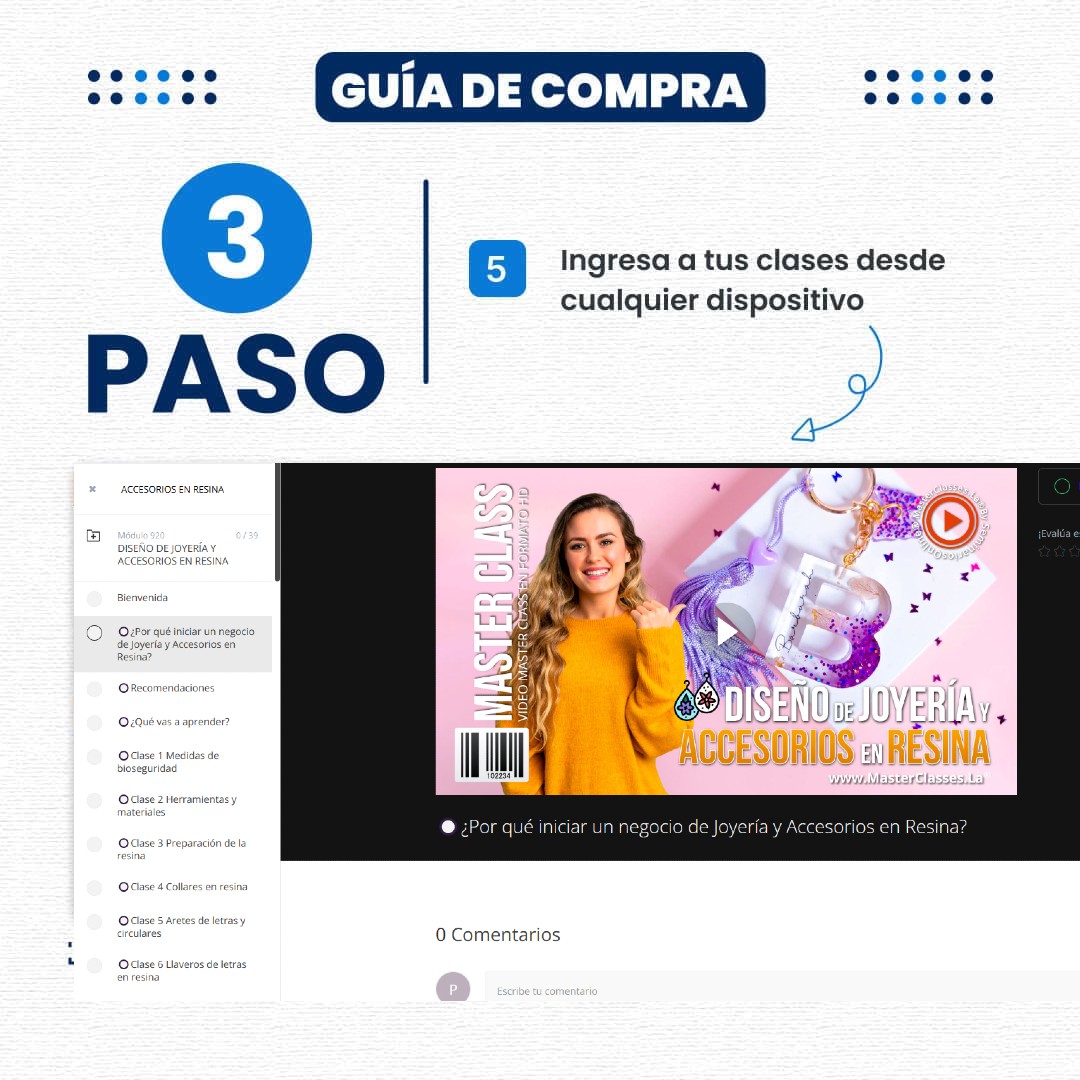 GUÍA DE COMPRA
3
PASO
5
Ingresa a tus clases desde
cualquier dispositivo
ACCESORIOS EN RESINA
Módulo 920
0 / 39
DISEÑO DE JOYERÍA Y
ACCESORIOS EN RESINA
Bienvenida
¿Por qué iniciar un negocio
de Joyería y Accesorios en
Resina?
Recomendaciones
¿Qué vas a aprender?
Clase 1 Medidas de
bioseguridad
Clase 2 Herramientas y
materiales
Clase 3 Preparación de la
resina
Clase 4 Collares en resina
Clase 5 Aretes de letras y
circulares
Clase 6 Llaveros de letras
en resina
MASTER CLASS
VIDEO MASTER CLASS EN FORMATO HD
102234
B
DISEÑO DE JOYERÍA Y
ACCESORIOS EN RESINA
www.MasterClasses.La
¡Evalúa es
¿Por qué iniciar un negocio de Joyería y Accesorios en Resina?
0 Comentarios
P
Escribe tu comentario